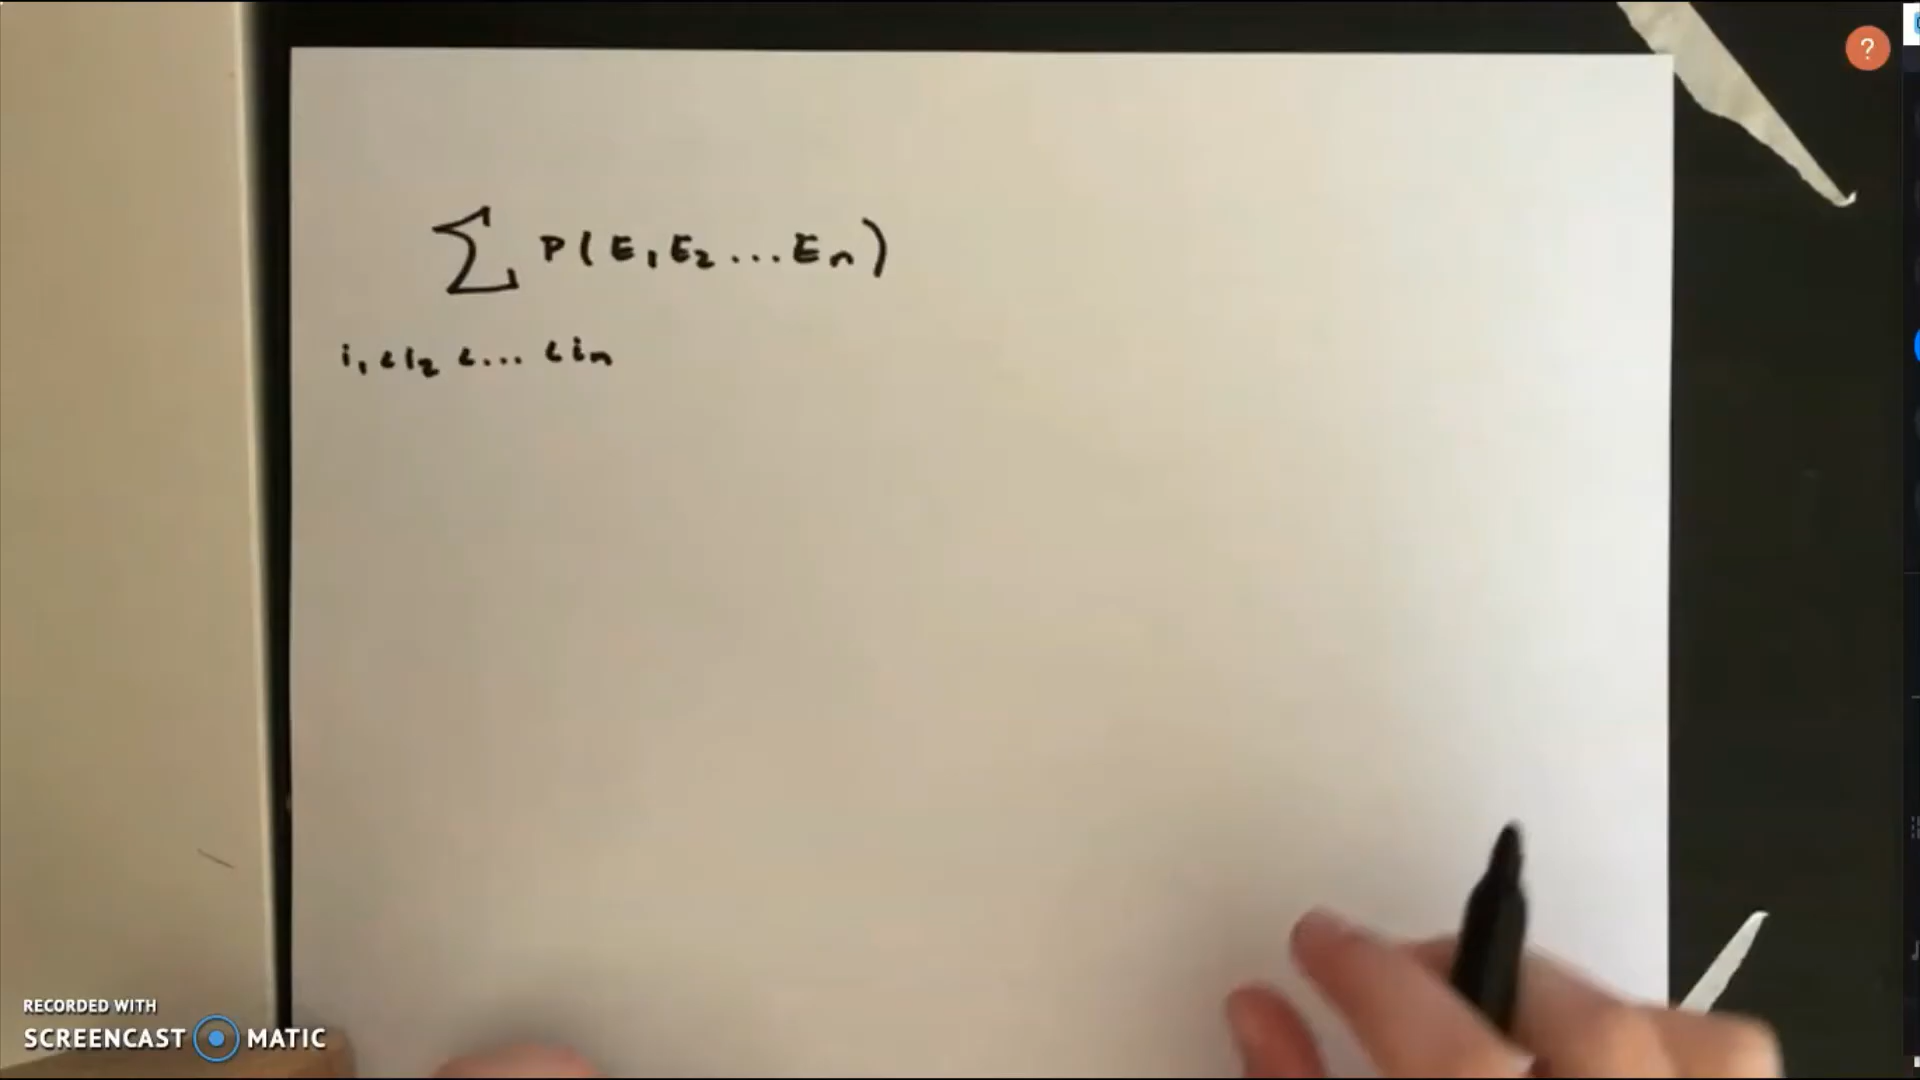 ∑ P(E₁E₂...Eₙ)
i₁<i₂<...<iₙ
?
RECORDED WITH
SCREENCAST MATIC